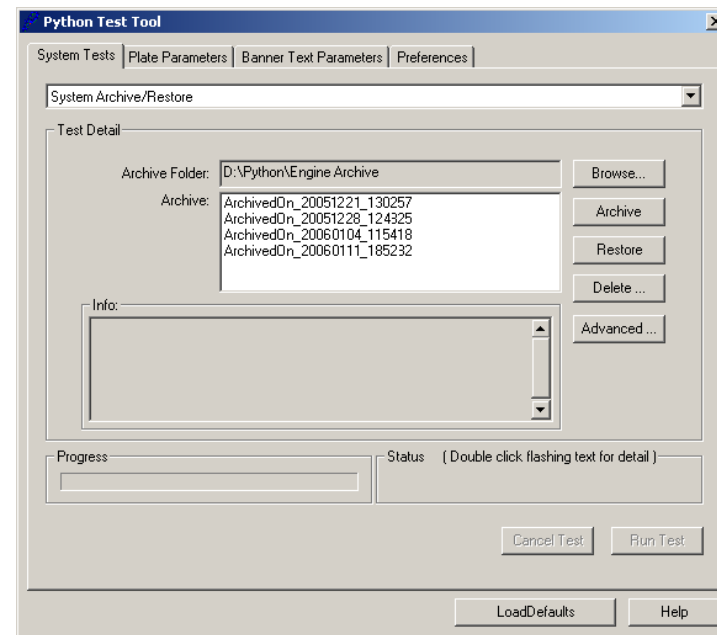 Python Test Tool
System Tests Plate Parameters Banner Text Parameters Preferences
System Archive/Restore
Test Detail
Archive Folder: D:\Python\Engine Archive Browse...
Archive: ArchivedOn_20051221_130257
ArchivedOn_20051228_124325
ArchivedOn_20060104_115418
ArchivedOn_20060111_185232
Archive
Restore
Delete ...
Advanced ...
Info:
Progress
Status ( Double click flashing text for detail )
Cancel Test Run Test
LoadDefaults Help